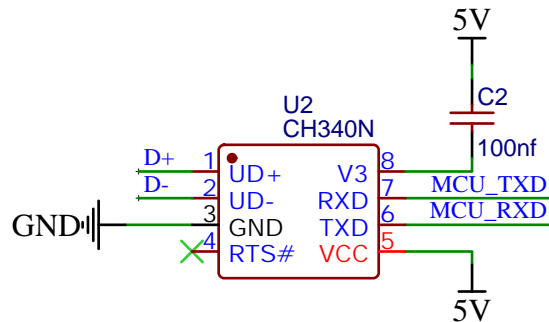 5V
C2
100nf
U2
CH340N
D+ 1 UD+ V3 8
D- 2 UD- RXD 7 MCU_TXD
GND 3 GND TXD 6 MCU_RXD
4 RTS# VCC 5
5V